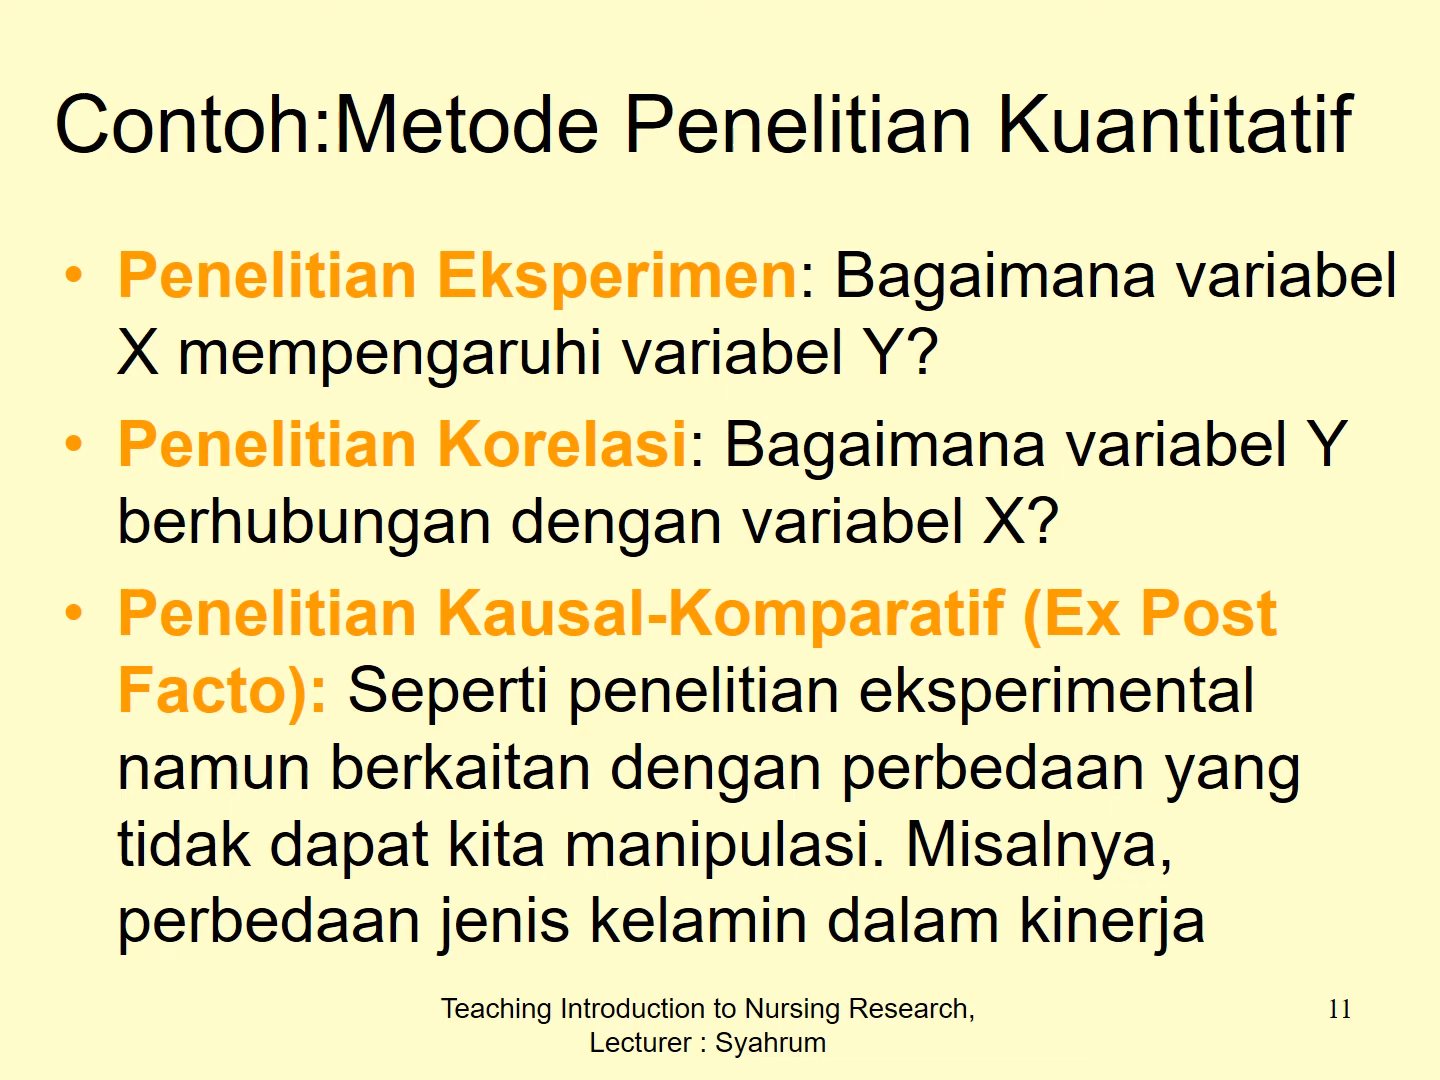 Contoh:Metode Penelitian Kuantitatif
• Penelitian Eksperimen: Bagaimana variabel
X mempengaruhi variabel Y?
• Penelitian Korelasi: Bagaimana variabel Y
berhubungan dengan variabel X?
• Penelitian Kausal-Komparatif (Ex Post
Facto): Seperti penelitian eksperimental
namun berkaitan dengan perbedaan yang
tidak dapat kita manipulasi. Misalnya,
perbedaan jenis kelamin dalam kinerja
Teaching Introduction to Nursing Research,
Lecturer : Syahrum
11